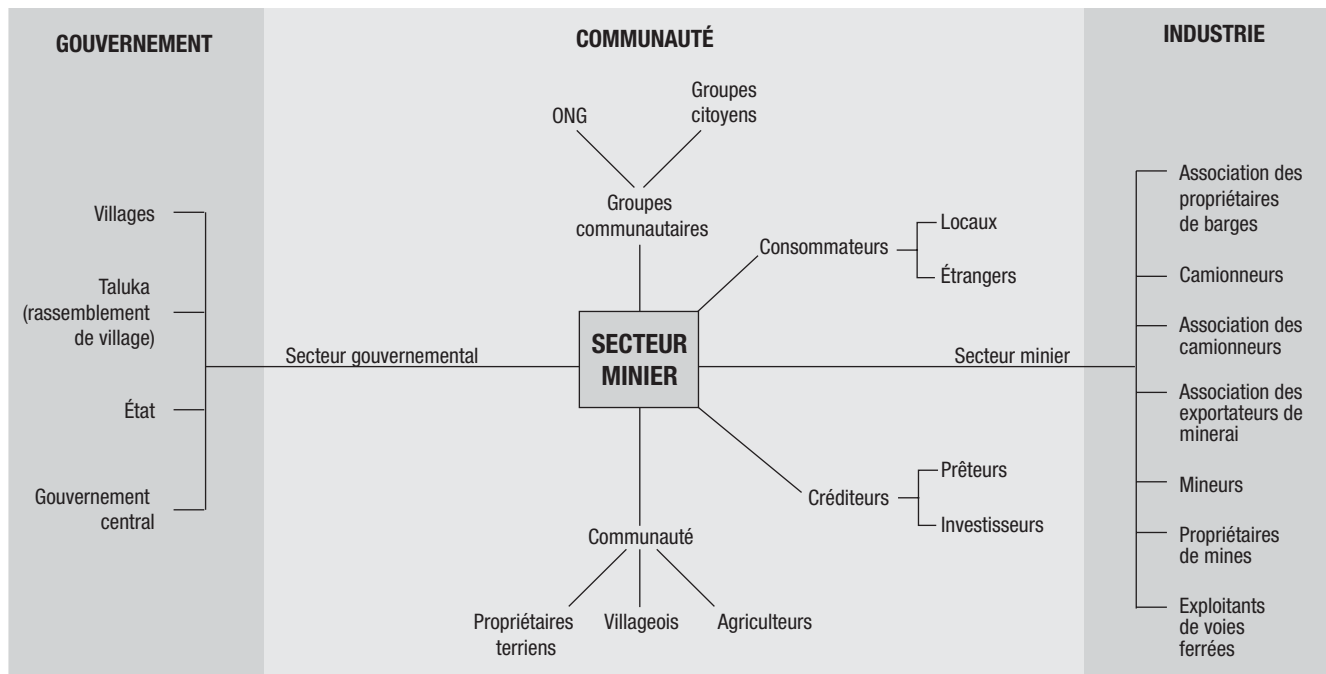 GOUVERNEMENT
COMMUNAUTÉ
INDUSTRIE
Villages
Taluka
(rassemblement
de village)
État
Gouvernement
central
Secteur gouvernemental
ONG
Groupes
citoyens
Groupes
communautaires
Consommateurs
Locaux
Étrangers
SECTEUR
MINIER
Secteur minier
Créditeurs
Prêteurs
Investisseurs
Communauté
Propriétaires
terriens
Villageois
Agriculteurs
Association des
propriétaires
de barges
Camionneurs
Association des
camionneurs
Association des
exportateurs de
minerai
Mineurs
Propriétaires
de mines
Exploitants
de voies
ferrées